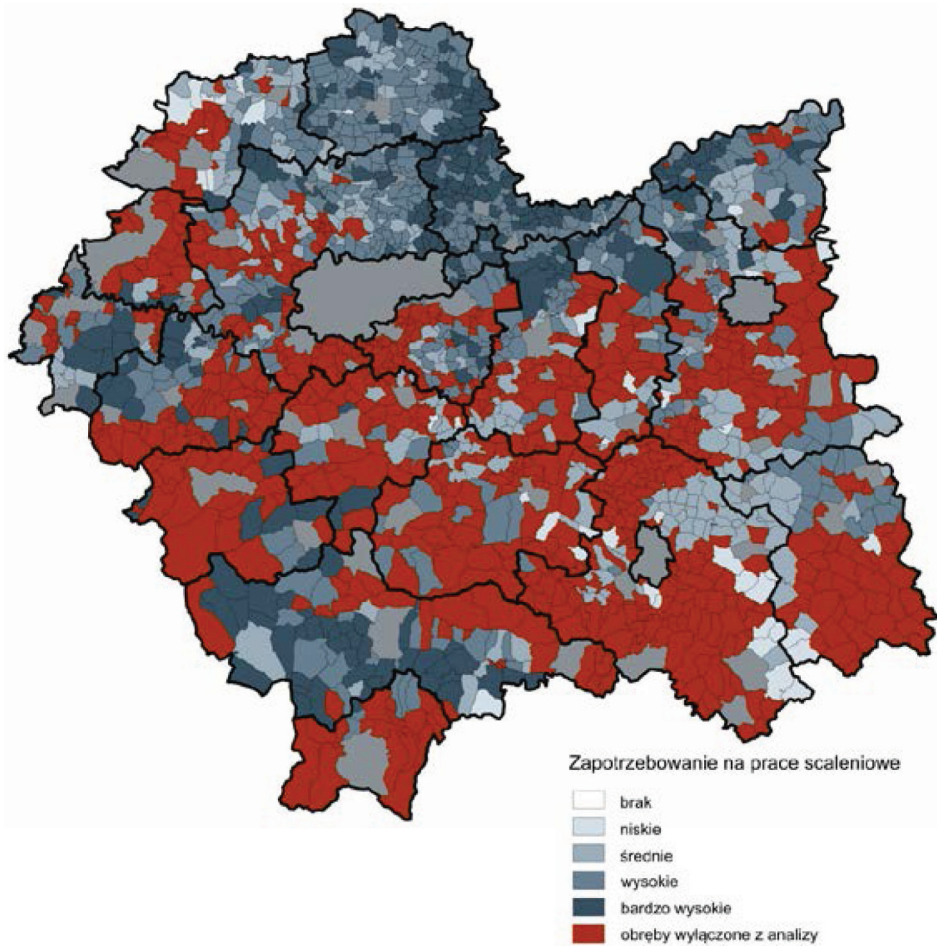 Zapotrzebowanie na prace scaleniowe
brak
niskie
średnie
wysokie
bardzo wysokie
obręby wyłączone z analizy